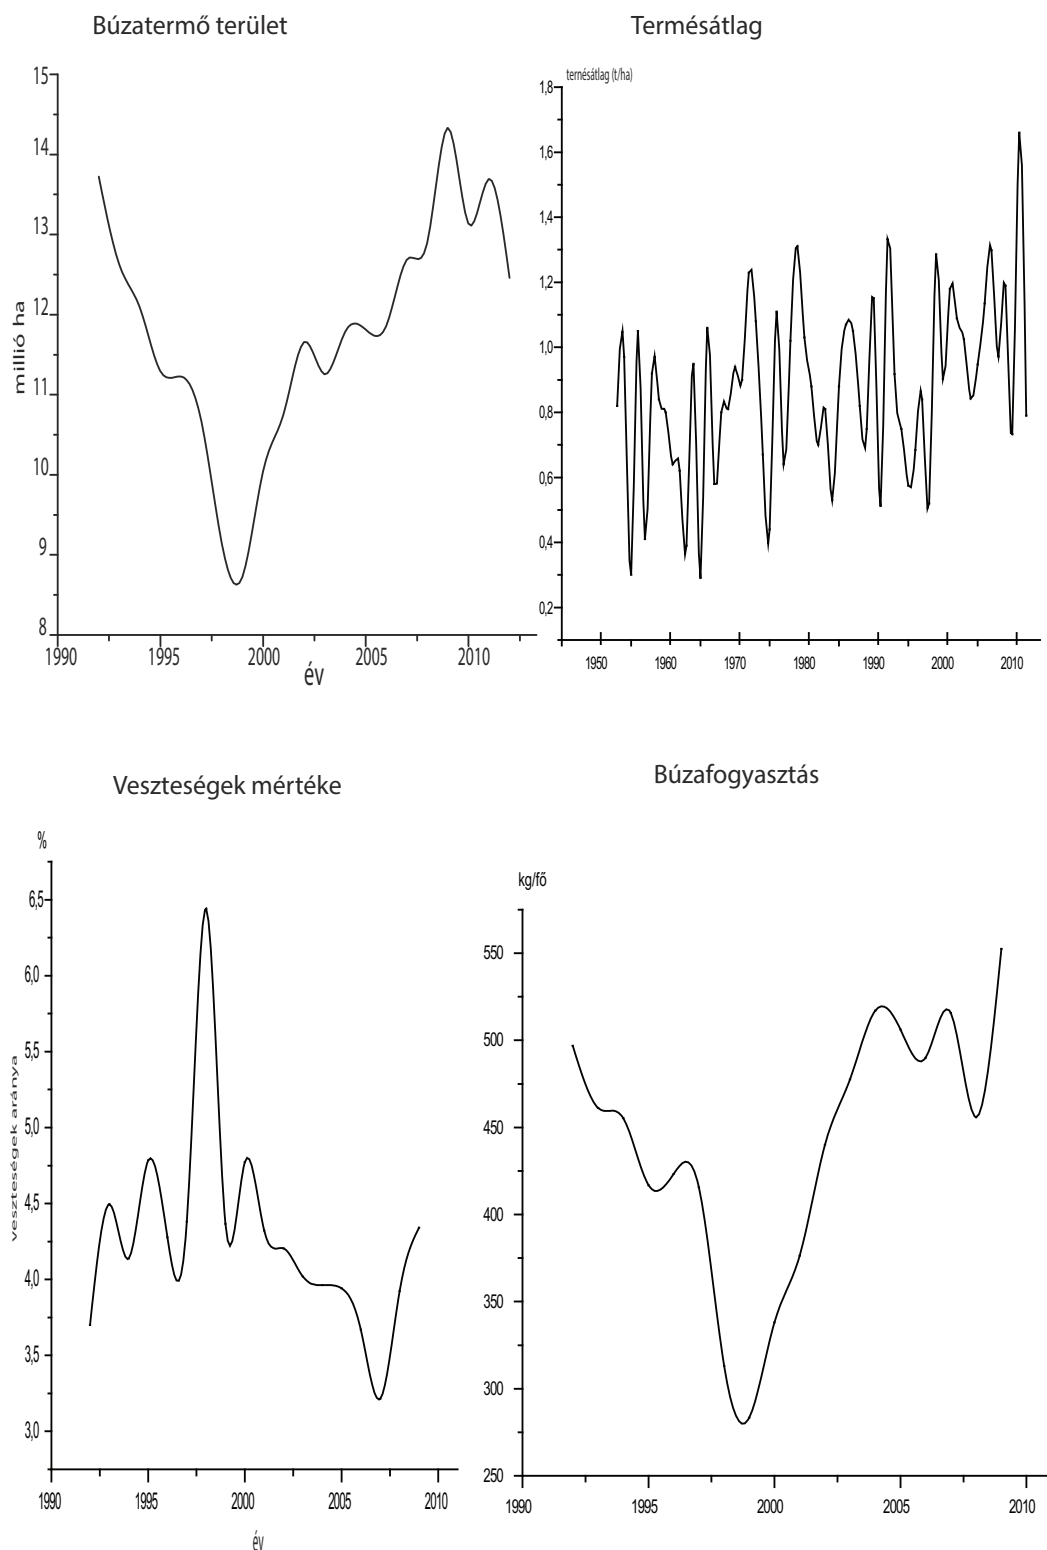 Búzatermő terület
millió ha
15
14
13
12
11
10
9
8
1990 1995 2000 2005 2010
év
Termésátlag
ternésátlag (t/ha)
1,8
1,6
1,4
1,2
1,0
0,8
0,6
0,4
0,2
1950 1960 1970 1980 1990 2000 2010
Veszteségek mértéke
%
veszteségek aránya
6,5
6,0
5,5
5,0
4,5
4,0
3,5
3,0
1990 1995 2000 2005 2010
év
Búzafogyasztás
kg/fő
550
500
450
400
350
300
250
1990 1995 2000 2005 2010